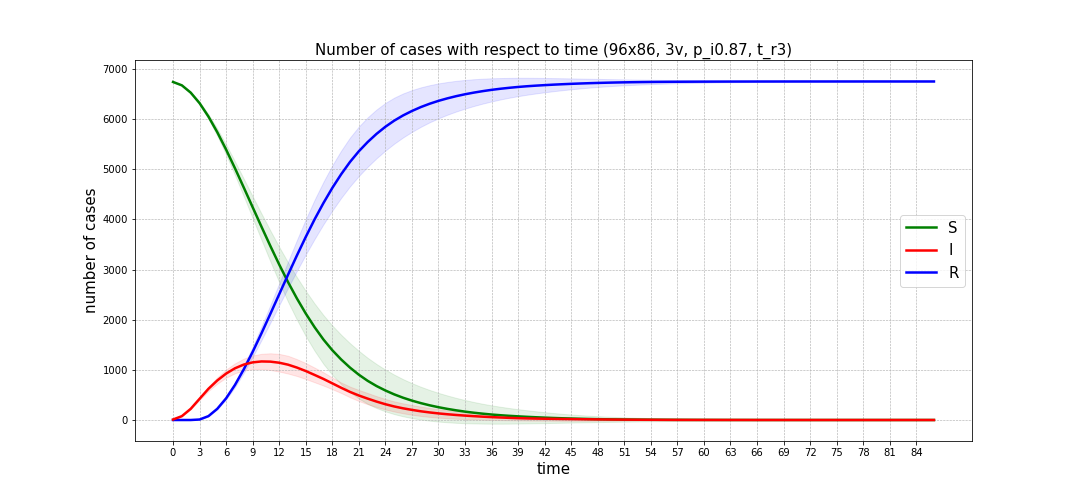 Number of cases with respect to time (96x86, 3v, p_i0.87, t_r3)
7000
6000
5000
4000
3000
2000
1000
0
number of cases
S
I
R
0 3 6 9 12 15 18 21 24 27 30 33 36 39 42 45 48 51 54 57 60 63 66 69 72 75 78 81 84
time